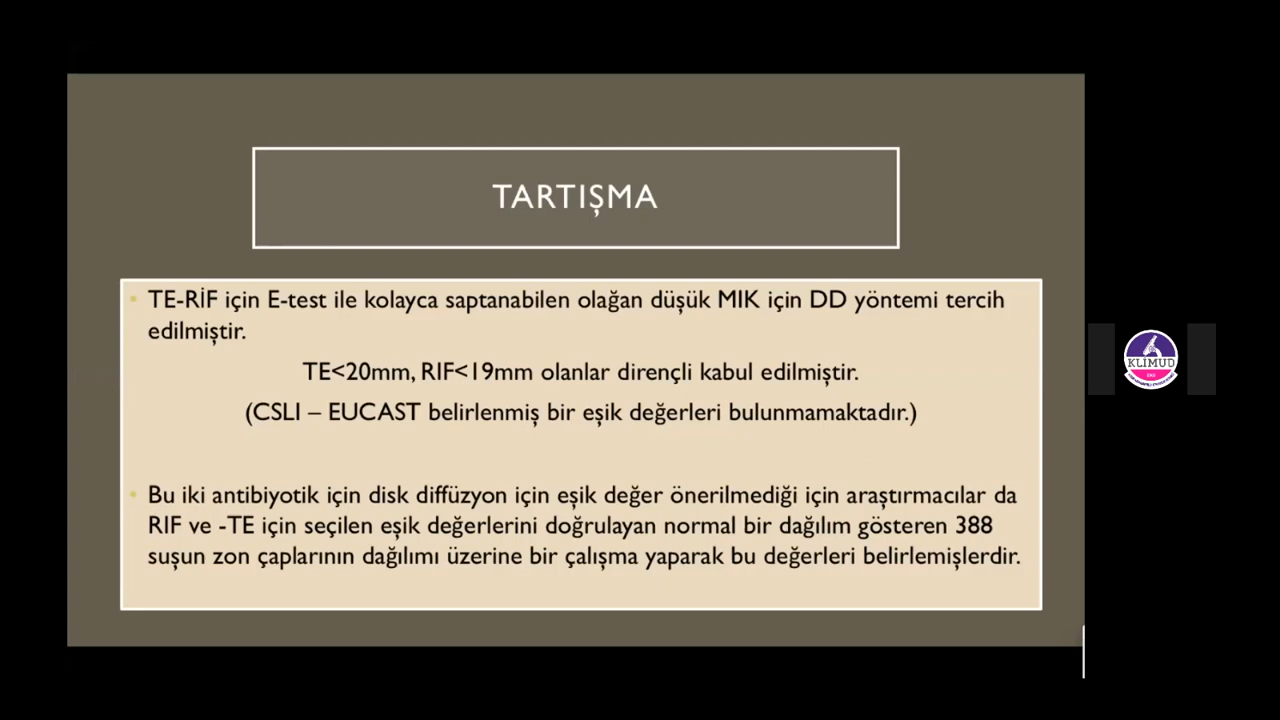 TARTIŞMA
TE-RİF için E-test ile kolayca saptanabilen olağan düşük MIK için DD yöntemi tercih
edilmiştir.
TE<20mm, RIF<19mm olanlar dirençli kabul edilmiştir.
(CSLI – EUCAST belirlenmiş bir eşik değerleri bulunmamaktadır.)
Bu iki antibiyotik için disk diffüzyon için eşik değer önerilmediği için araştırmacılar da
RIF ve -TE için seçilen eşik değerlerini doğrulayan normal bir dağılım gösteren 388
suşun zon çaplarının dağılımı üzerine bir çalışma yaparak bu değerleri belirlemişlerdir.
KLİMUD